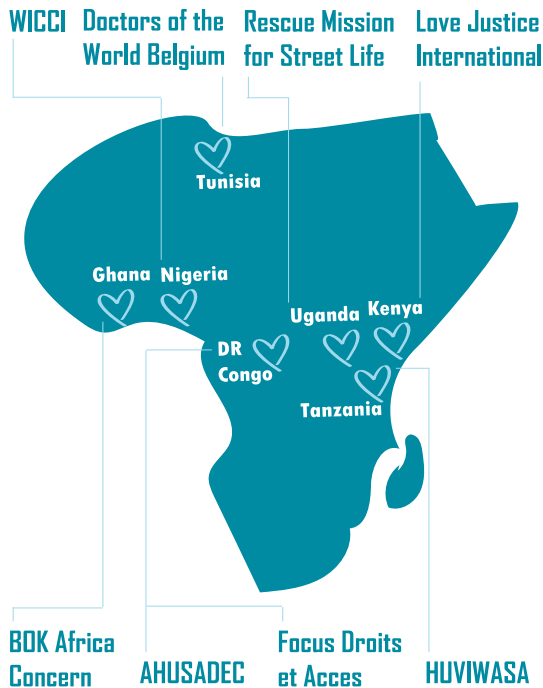 WICCI
Doctors of the
World Belgium
Rescue Mission
for Street Life
Love Justice
International
Tunisia
Ghana
Nigeria
Uganda
Kenya
DR
Congo
Tanzania
BOK Africa
Concern
AHUSADEC
Focus Droits
et Acces
HUVIWASA